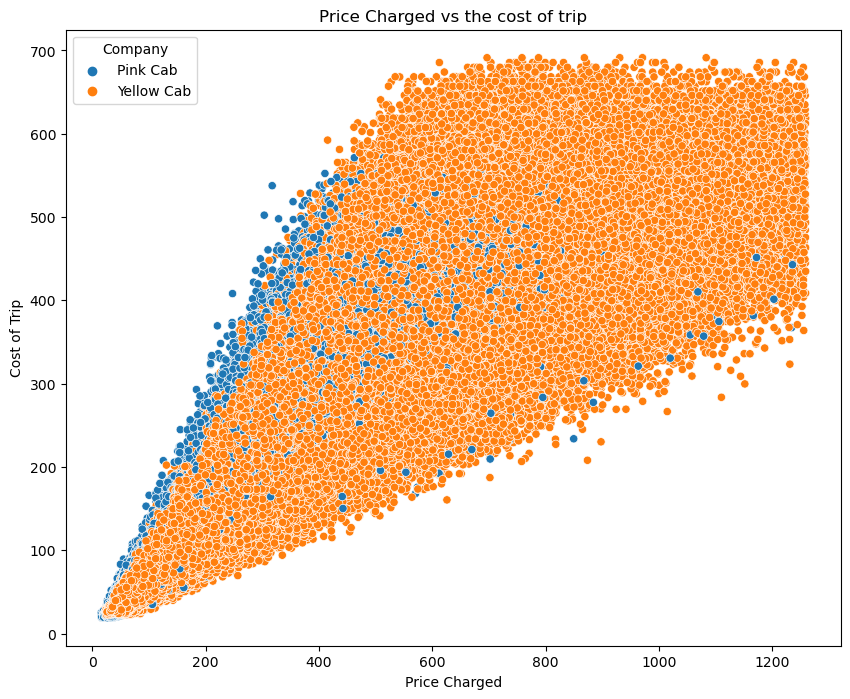 Price Charged vs the cost of trip
Company
Pink Cab
Yellow Cab
700
600
500
400
300
200
100
0
Cost of Trip
0 200 400 600 800 1000 1200
Price Charged